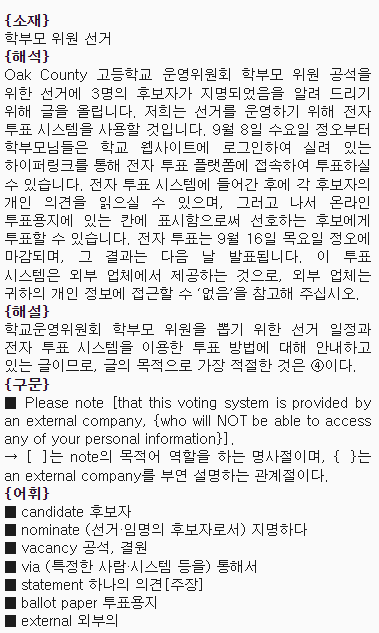 {소재}
학부모 위원 선거
{해석}
Oak County 고등학교 운영위원회 학부모 위원 공석을
위한 선거에 3명의 후보자가 지명되었음을 알려 드리기
위해 글을 올립니다. 저희는 선거를 운영하기 위해 전자
투표 시스템을 사용할 것입니다. 9월 8일 수요일 정오부터
학부모님들은 학교 웹사이트에 로그인하여 실려 있는
하이퍼링크를 통해 전자 투표 플랫폼에 접속하여 투표하실
수 있습니다. 전자 투표 시스템에 들어간 후에 각 후보자의
개인 의견을 읽으실 수 있으며, 그러고 나서 온라인
투표용지에 있는 칸에 표시함으로써 선호하는 후보에게
투표할 수 있습니다. 전자 투표는 9월 16일 목요일 정오에
마감되며, 그 결과는 다음 날 발표됩니다. 이 투표
시스템은 외부 업체에서 제공하는 것으로, 외부 업체는
귀하의 개인 정보에 접근할 수 ‘없음’을 참고해 주십시오.
{해설}
학교운영위원회 학부모 위원을 뽑기 위한 선거 일정과
전자 투표 시스템을 이용한 투표 방법에 대해 안내하고
있는 글이므로, 글의 목적으로 가장 적절한 것은 ④이다.
{구문}
■ Please note [that this voting system is provided by
an external company, {who will NOT be able to access
any of your personal information}].
→ [ ]는 note의 목적어 역할을 하는 명사절이며, { }는
an external company를 부연 설명하는 관계절이다.
{어휘}
■ candidate 후보자
■ nominate (선거·임명의 후보자로서) 지명하다
■ vacancy 공석, 결원
■ via (특정한 사람·시스템 등을) 통해서
■ statement 하나의 의견[주장]
■ ballot paper 투표용지
■ external 외부의